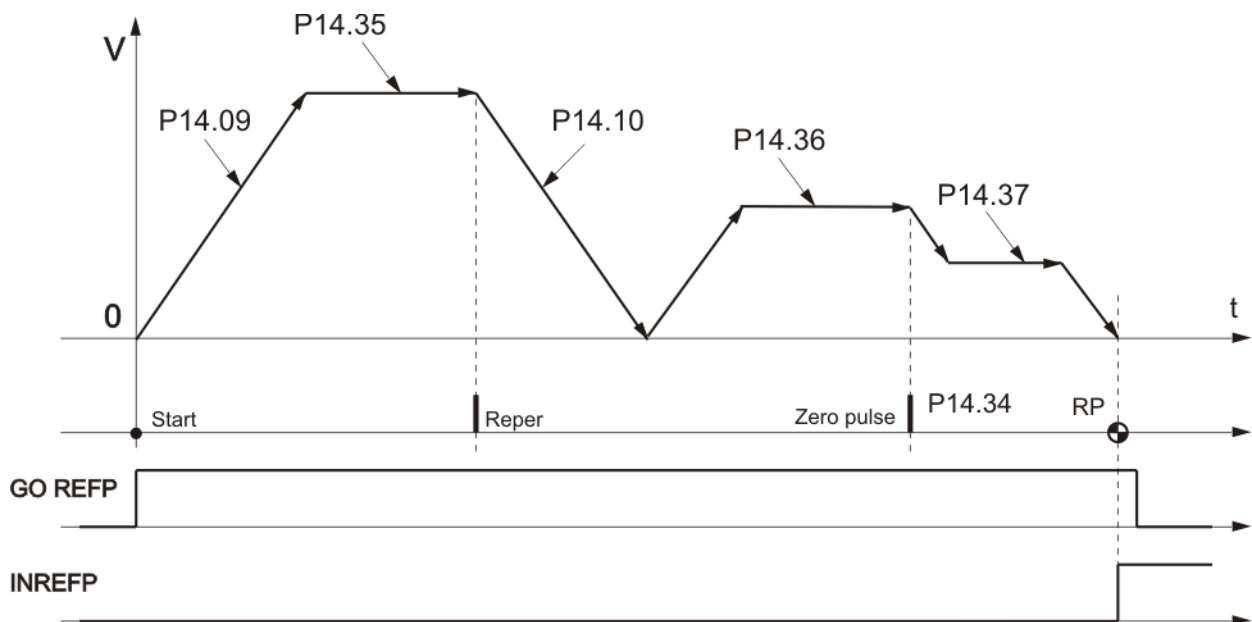 P14.35
V
P14.09
P14.10
P14.36
P14.37
0
t
Start
Reper
Zero pulse
P14.34
RP
GO REFP
INREFP